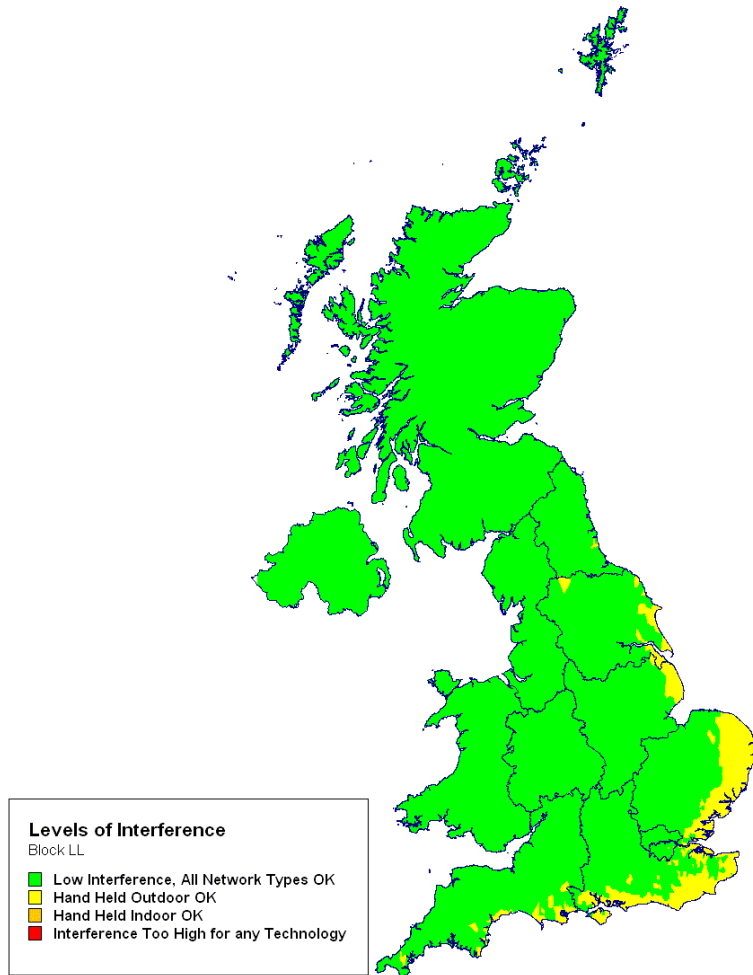 Levels of Interference
Block LL
Low Interference, All Network Types OK
Hand Held Outdoor OK
Hand Held Indoor OK
Interference Too High for any Technology